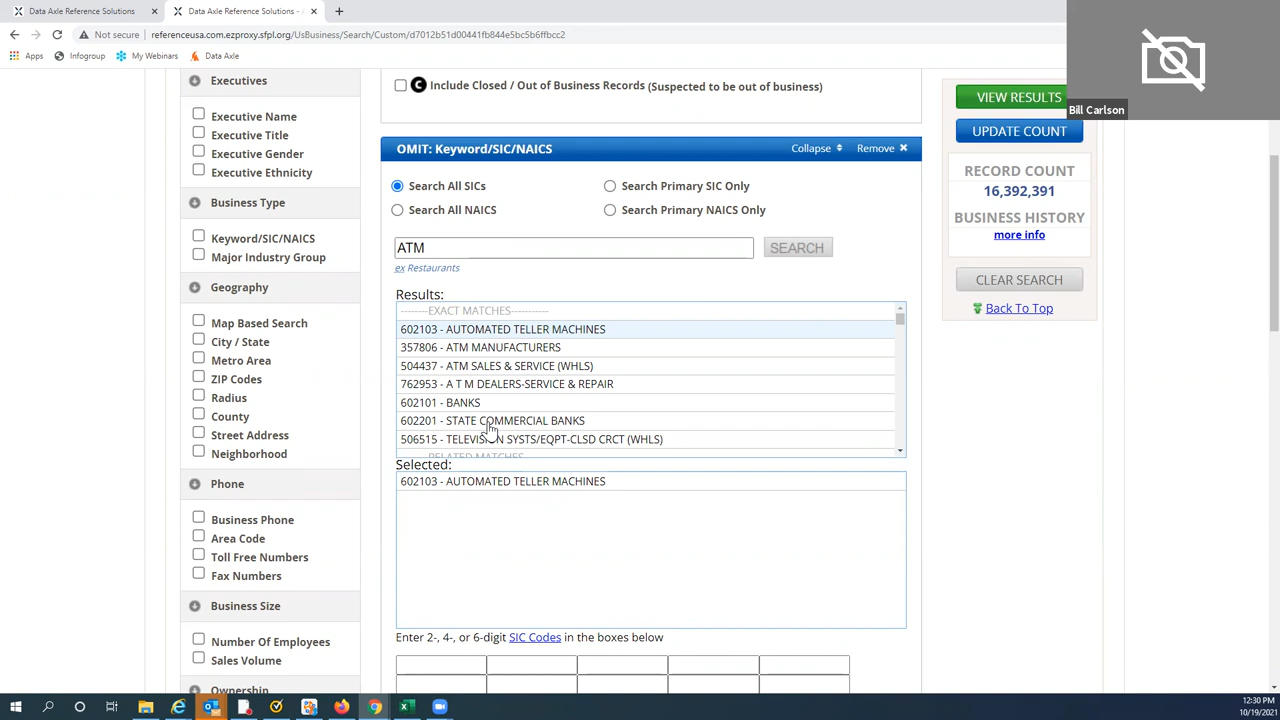 Data Axle Reference Solutions
Data Axle Reference Solutions - 
Not secure
referenceusa.com.ezproxy.sfpl.org/UsBusiness/Search/Custom/d7012b51d00441fb844e5bc5b6ffbcc2
Apps
Infogroup
My Webinars
Data Axle
Bill Carlson
Executives
Executive Name
Executive Title
Executive Gender
Executive Ethnicity
Business Type
Keyword/SIC/NAICS
Major Industry Group
Geography
Map Based Search
City / State
Metro Area
ZIP Codes
Radius
County
Street Address
Neighborhood
Phone
Business Phone
Area Code
Toll Free Numbers
Fax Numbers
Business Size
Number Of Employees
Sales Volume
Ownership
C Include Closed / Out of Business Records (Suspected to be out of business)
OMIT: Keyword/SIC/NAICS
Collapse
Remove
Search All SICs
Search Primary SIC Only
Search All NAICS
Search Primary NAICS Only
ATM
SEARCH
ex Restaurants
Results:
--------EXACT MATCHES-----------
602103 - AUTOMATED TELLER MACHINES
357806 - ATM MANUFACTURERS
504437 - ATM SALES & SERVICE (WHLS)
762953 - A T M DEALERS-SERVICE & REPAIR
602101 - BANKS
602201 - STATE COMMERCIAL BANKS
506515 - TELEVISION SYSTS/EQPT-CLSD CRCT (WHLS)
RELATED MATCHES
Selected:
602103 - AUTOMATED TELLER MACHINES
Enter 2-, 4-, or 6-digit SIC Codes in the boxes below
VIEW RESULTS
UPDATE COUNT
RECORD COUNT
16,392,391
BUSINESS HISTORY
more info
CLEAR SEARCH
Back To Top
12:30 PM
10/19/2021